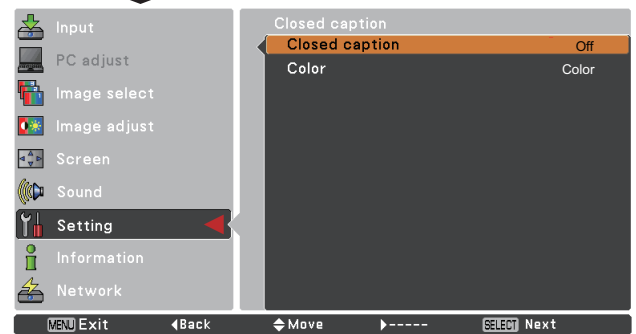 Input
PC adjust
Image select
Image adjust
Screen
Sound
Setting
Information
Network
Closed caption
Closed caption Off
Color Color
MENU Exit ◀Back ◆Move ▶----- SELECT Next